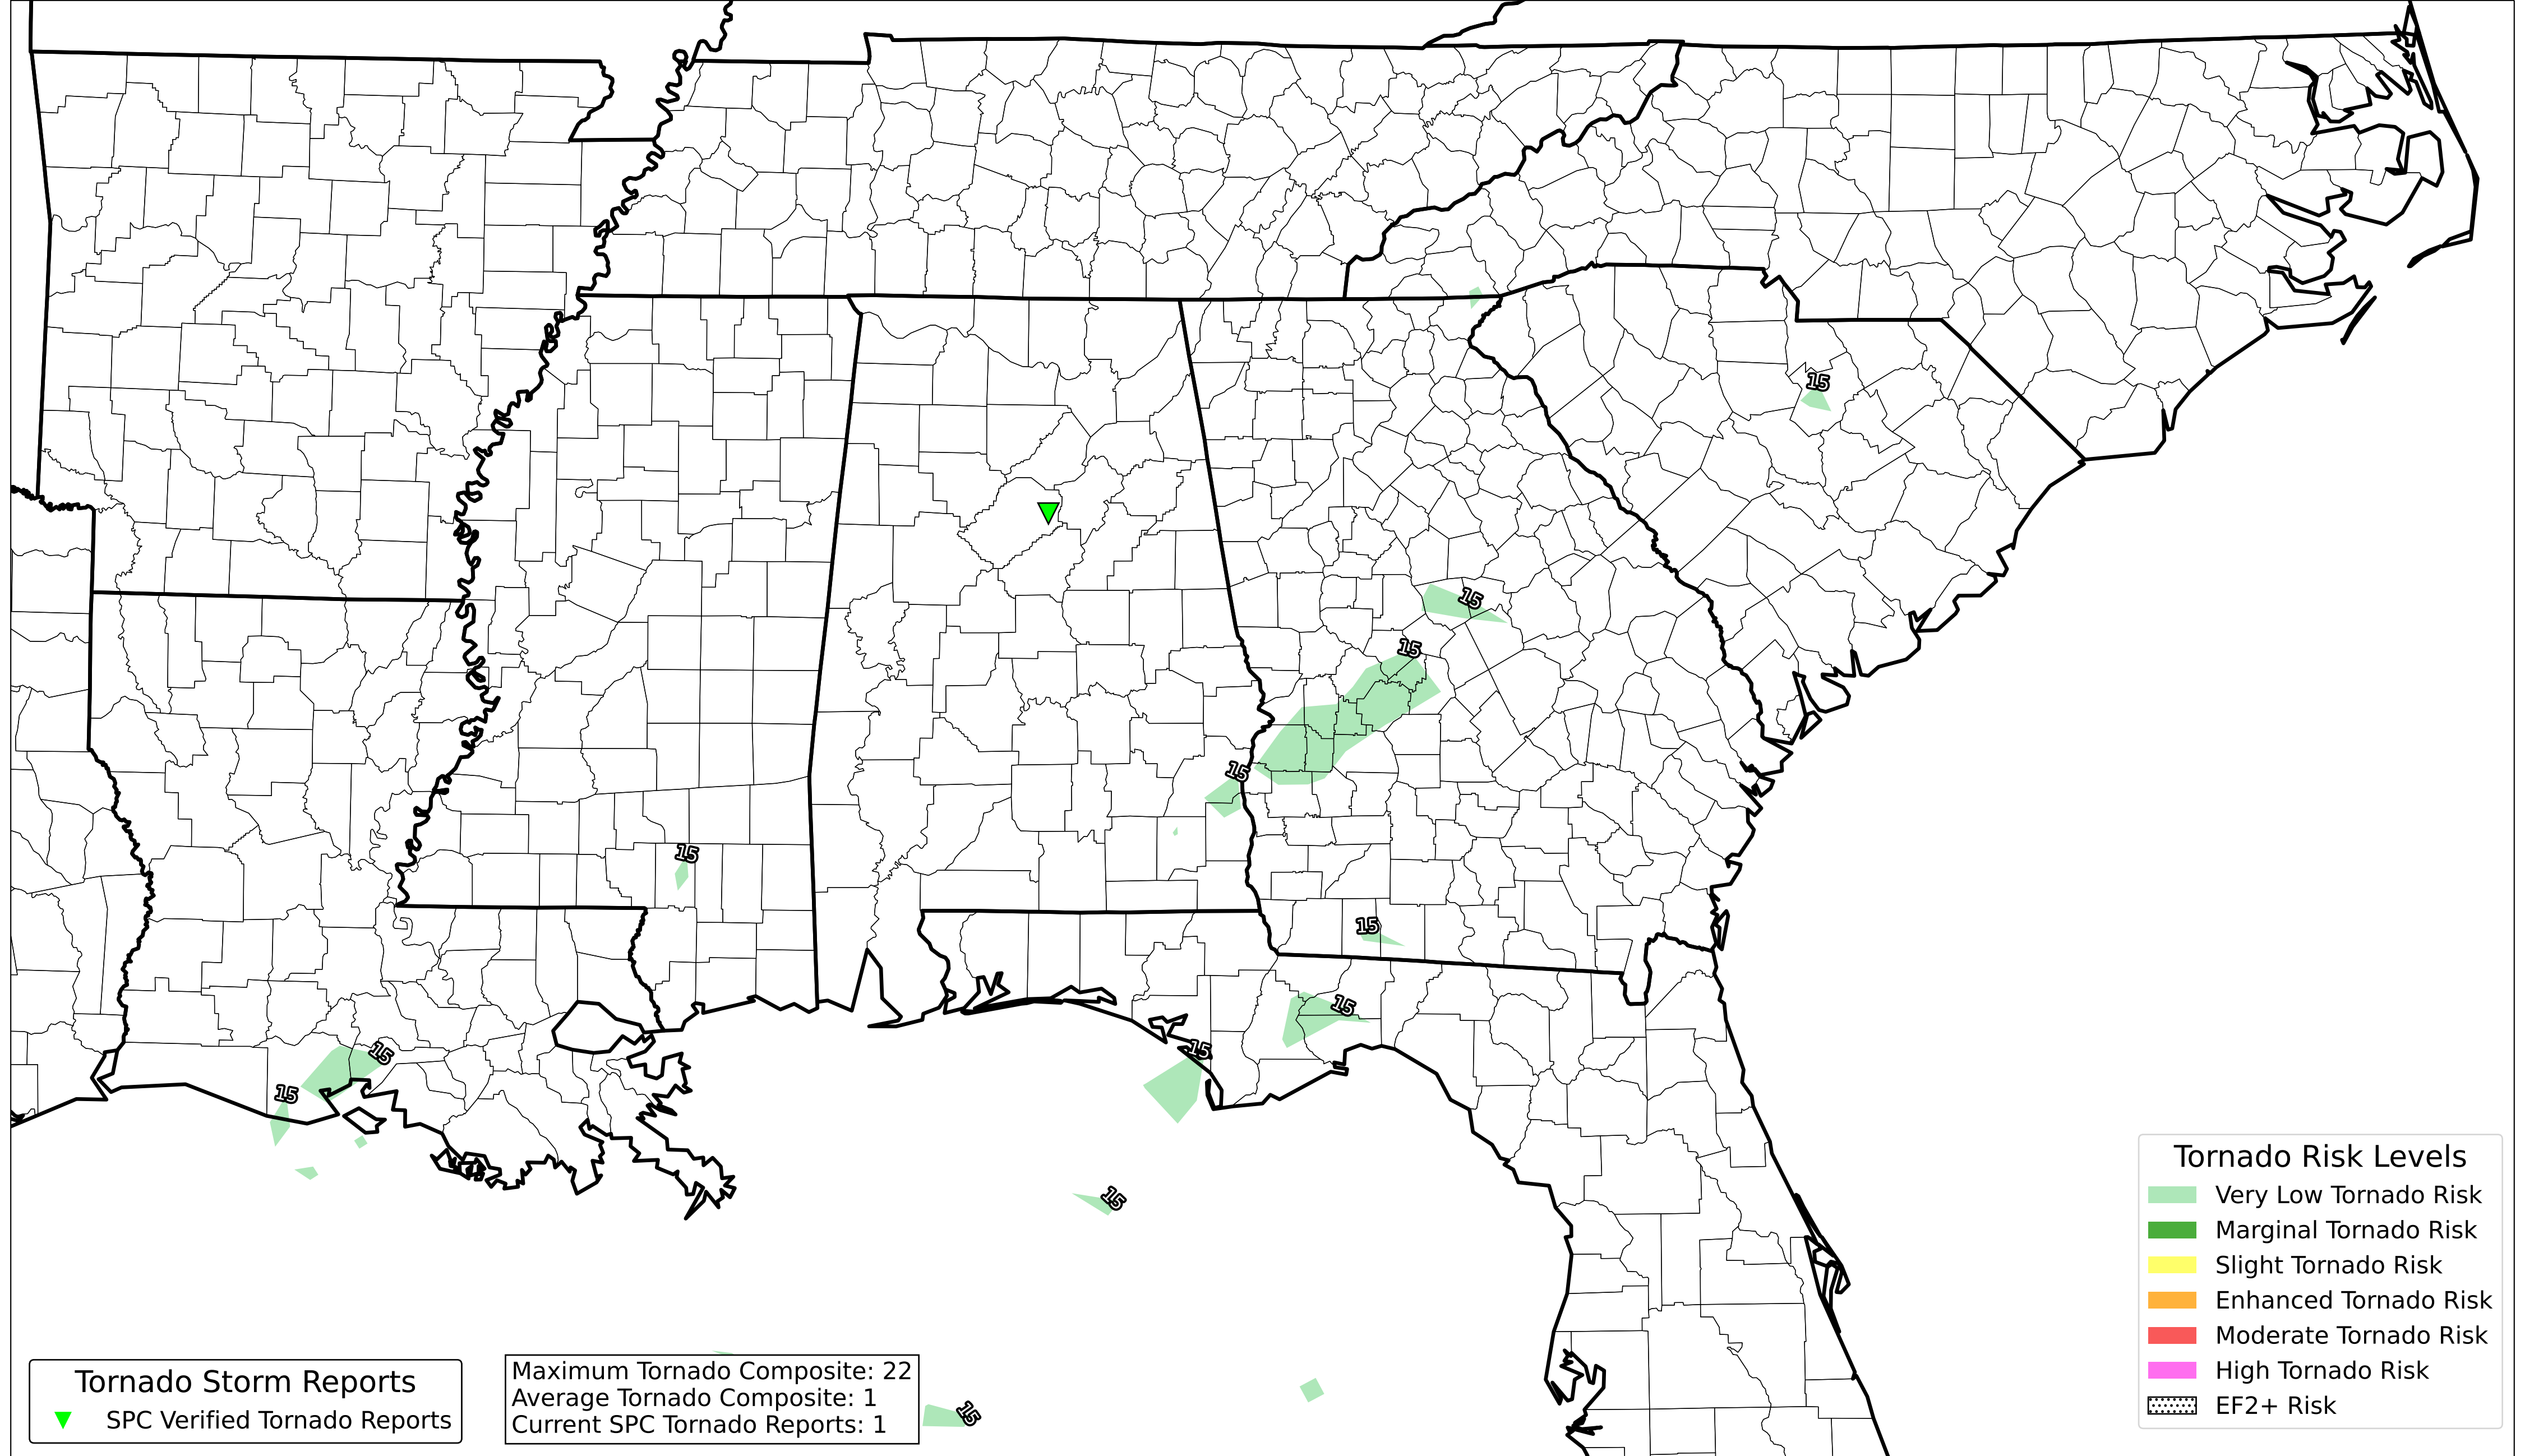 15
15
15
15
15
15
15
15
15
15
15
15
Tornado Risk Levels
Very Low Tornado Risk
Marginal Tornado Risk
Slight Tornado Risk
Enhanced Tornado Risk
Moderate Tornado Risk
High Tornado Risk
EF2+ Risk
Tornado Storm Reports
SPC Verified Tornado Reports
Maximum Tornado Composite: 22
Average Tornado Composite: 1
Current SPC Tornado Reports: 1